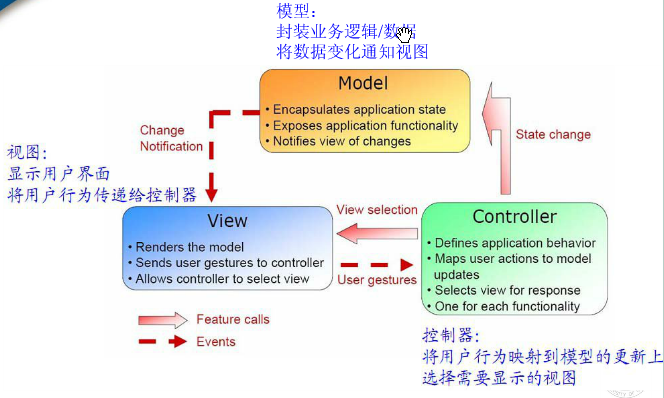 模型：
封装业务逻辑/数据
将数据变化通知视图
Model
• Encapsulates application state
• Exposes application functionality
• Notifies view of changes
Change
Notification
State change
视图：
显示用户界面
将用户行为传递给控制器
View
• Renders the model
• Sends user gestures to controller
• Allows controller to select view
View selection
User gestures
Controller
• Defines application behavior
• Maps user actions to model
updates
• Selects view for response
• One for each functionality
Feature calls
Events
控制器：
将用户行为映射到模型的更新上
选择需要显示的视图